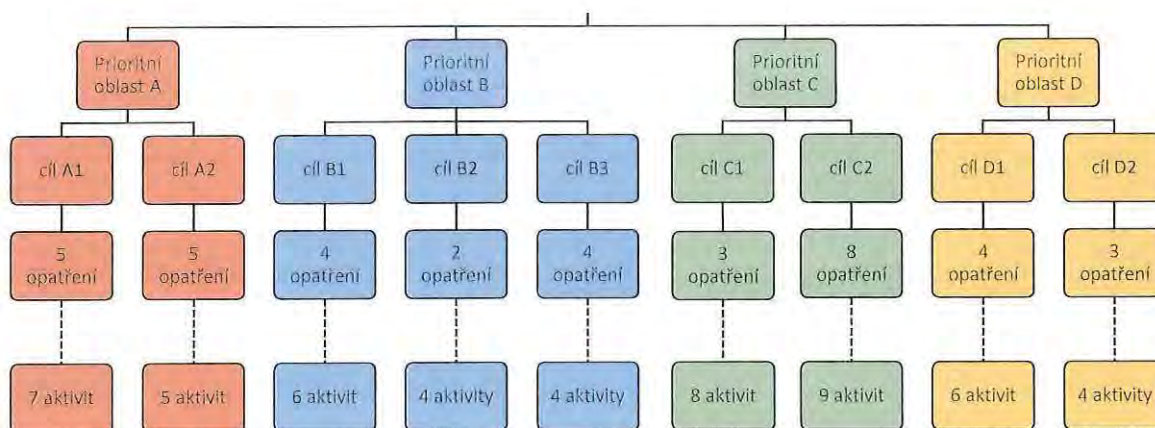 Prioritní
oblast A
Prioritní
oblast B
Prioritní
oblast C
Prioritní
oblast D
cíl A1
cíl A2
cíl B1
cíl B2
cíl B3
cíl C1
cíl C2
cíl D1
cíl D2
5
opatření
5
opatření
4
opatření
2
opatření
4
opatření
3
opatření
8
opatření
4
opatření
3
opatření
7 aktivit
5 aktivit
6 aktivit
4 aktivity
4 aktivity
8 aktivit
9 aktivit
6 aktivit
4 aktivity